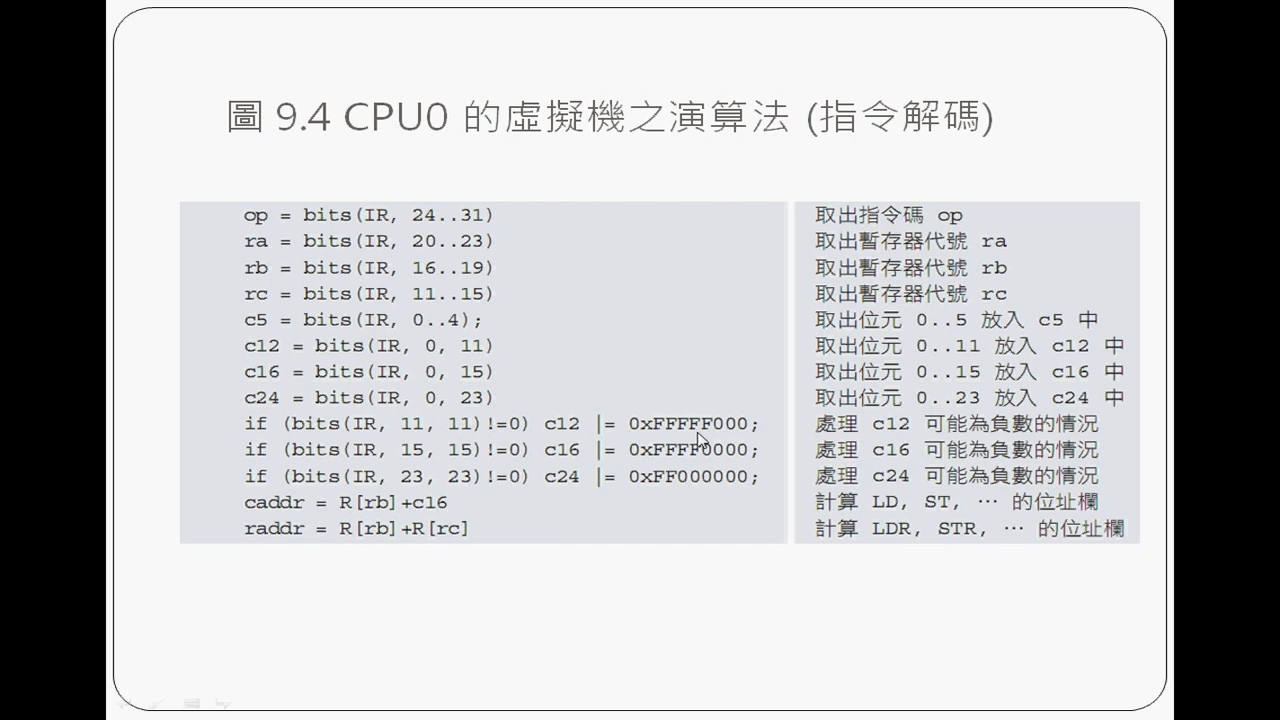 圖 9.4 CPU0 的虛擬機之演算法 (指令解碼)
op = bits(IR, 24..31) 取出指令碼 op
ra = bits(IR, 20..23) 取出暫存器代號 ra
rb = bits(IR, 16..19) 取出暫存器代號 rb
rc = bits(IR, 11..15) 取出暫存器代號 rc
c5 = bits(IR, 0..4); 取出位元 0..5 放入 c5 中
c12 = bits(IR, 0, 11) 取出位元 0..11 放入 c12 中
c16 = bits(IR, 0, 15) 取出位元 0..15 放入 c16 中
c24 = bits(IR, 0, 23) 取出位元 0..23 放入 c24 中
if (bits(IR, 11, 11)!=0) c12 |= 0xFFFFF000; 處理 c12 可能為負數的情況
if (bits(IR, 15, 15)!=0) c16 |= 0xFFFF0000; 處理 c16 可能為負數的情況
if (bits(IR, 23, 23)!=0) c24 |= 0xFF000000; 處理 c24 可能為負數的情況
caddr = R[rb]+c16 計算 LD, ST, … 的位址欄
raddr = R[rb]+R[rc] 計算 LDR, STR, … 的位址欄